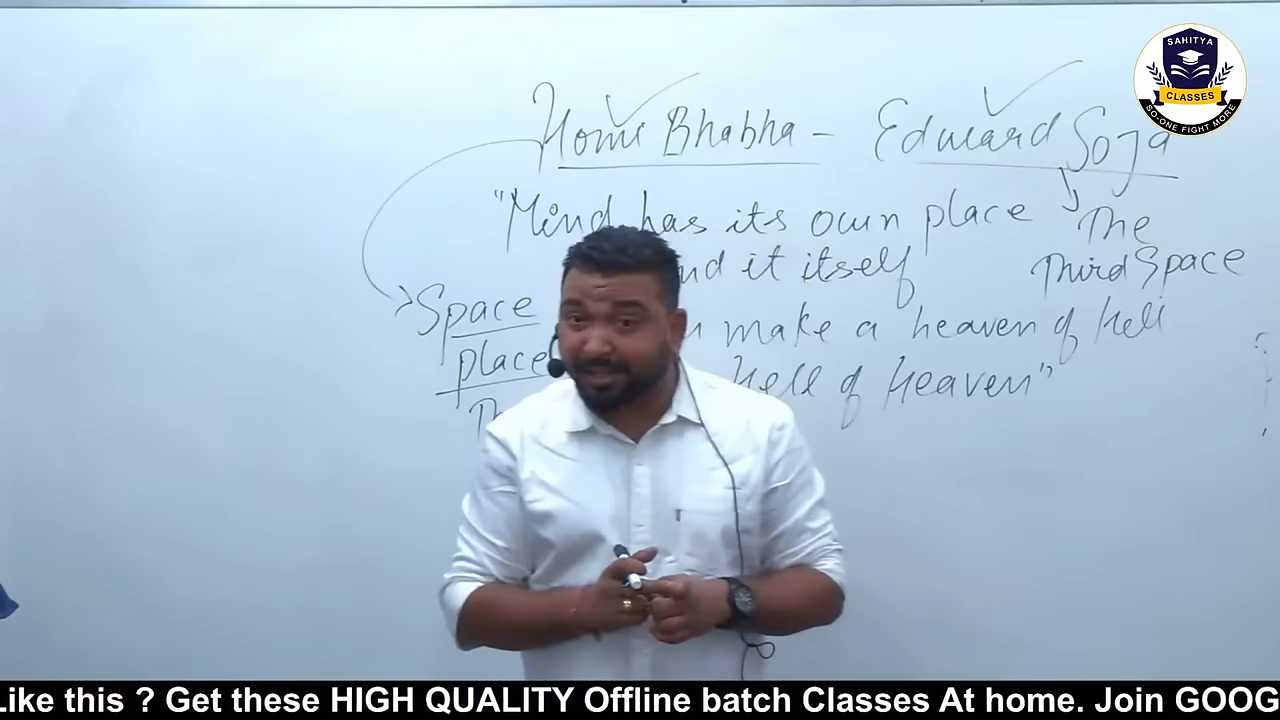 Homi Bhabha - Edward Soja
"Mind has its own place
it itself
The
Third Space
Space
make a heaven of Hell
place
Hell of Heaven"
SAHITYA
CLASSES
SO-ONE FIGHT MORE
Like this ? Get these HIGH QUALITY Offline batch Classes At home. Join GOOG